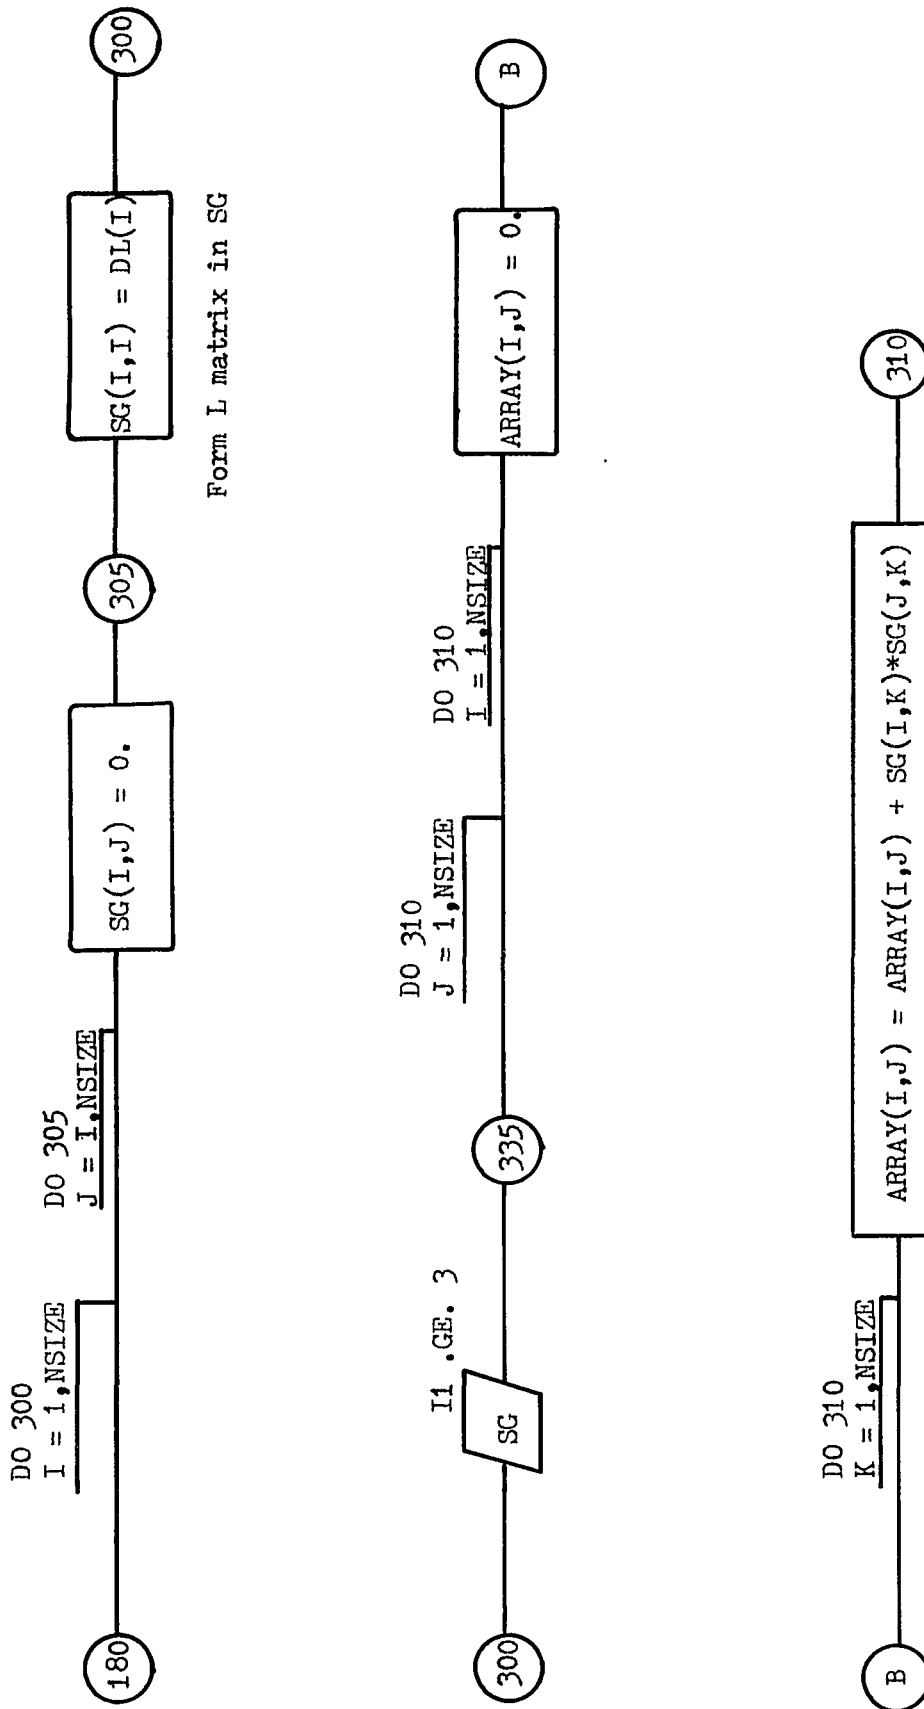 DO 300
I = 1,NSIZE
DO 305
J = I,NSIZE
180
SG(I,J) = 0.
305
SG(I,I) = DL(I)
300
Form L matrix in SG
I1 .GE. 3
DO 310
J = 1,NSIZE
DO 310
I = 1,NSIZE
300
SG
335
ARRAY(I,J) = 0.
B
DO 310
K = 1,NSIZE
B
ARRAY(I,J) = ARRAY(I,J) + SG(I,K)*SG(J,K)
310